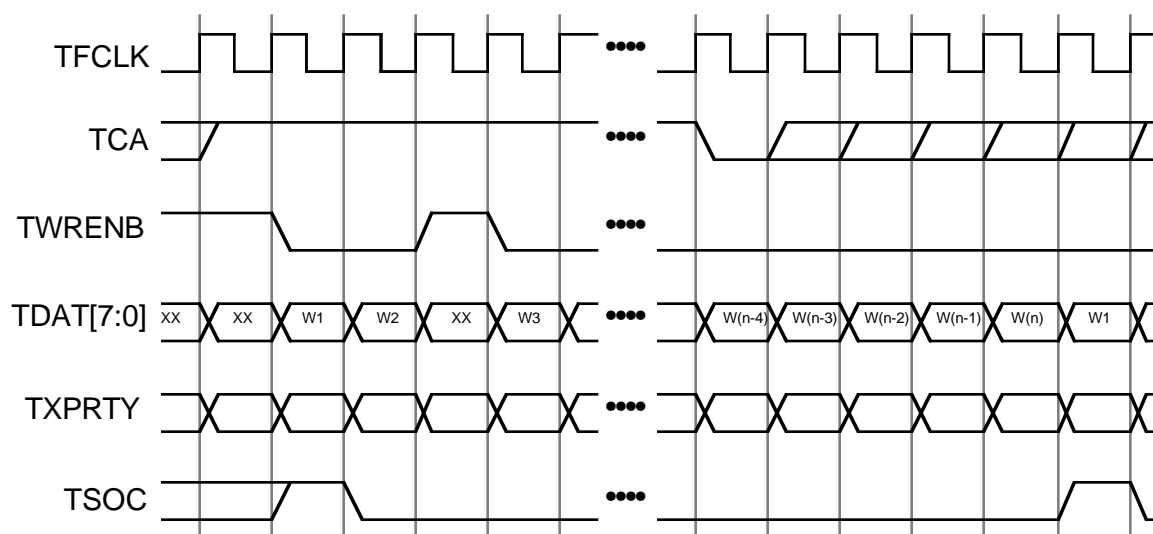 TFCLK
TCA
TWRENB
TDAT[7:0] XX XX W1 W2 XX W3 W(n-4) W(n-3) W(n-2) W(n-1) W(n) W1
TXPRTY
TSOC